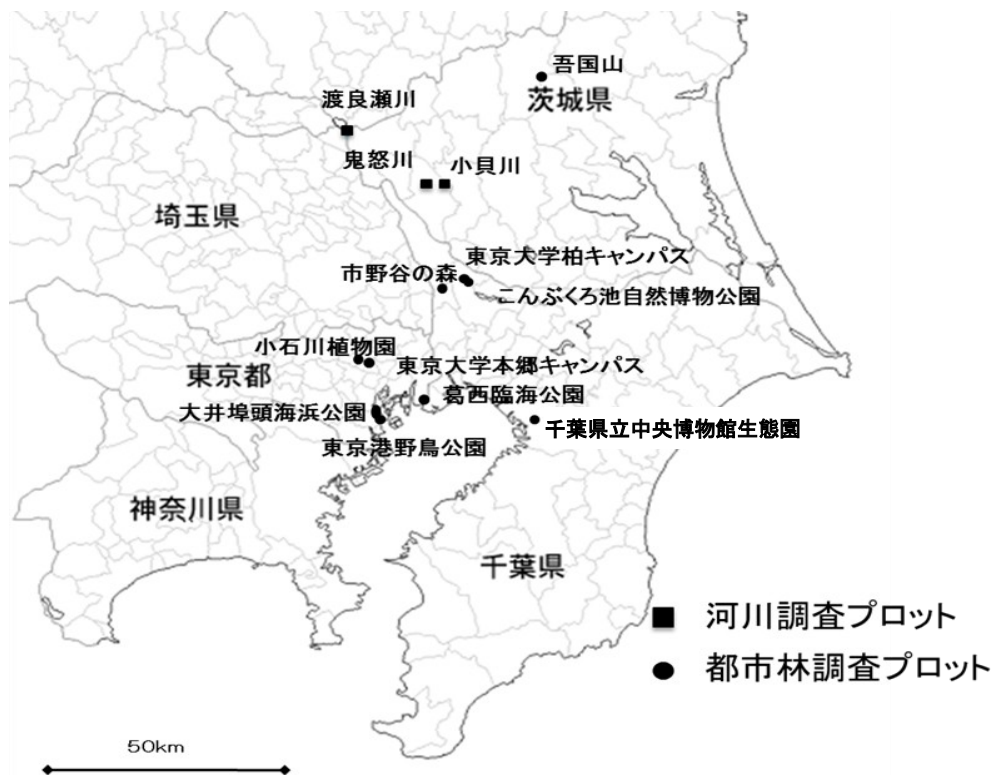 吾国山
茨城県
渡良瀬川
鬼怒川
小貝川
埼玉県
東京大学柏キャンパス
市野谷の森
こんぶくろ池自然博物公園
小石川植物園
東京大学本郷キャンパス
東京都
葛西臨海公園
大井埠頭海浜公園
千葉県立中央博物館生態園
東京港野鳥公園
神奈川県
千葉県
河川調査プロット
都市林調査プロット
50km